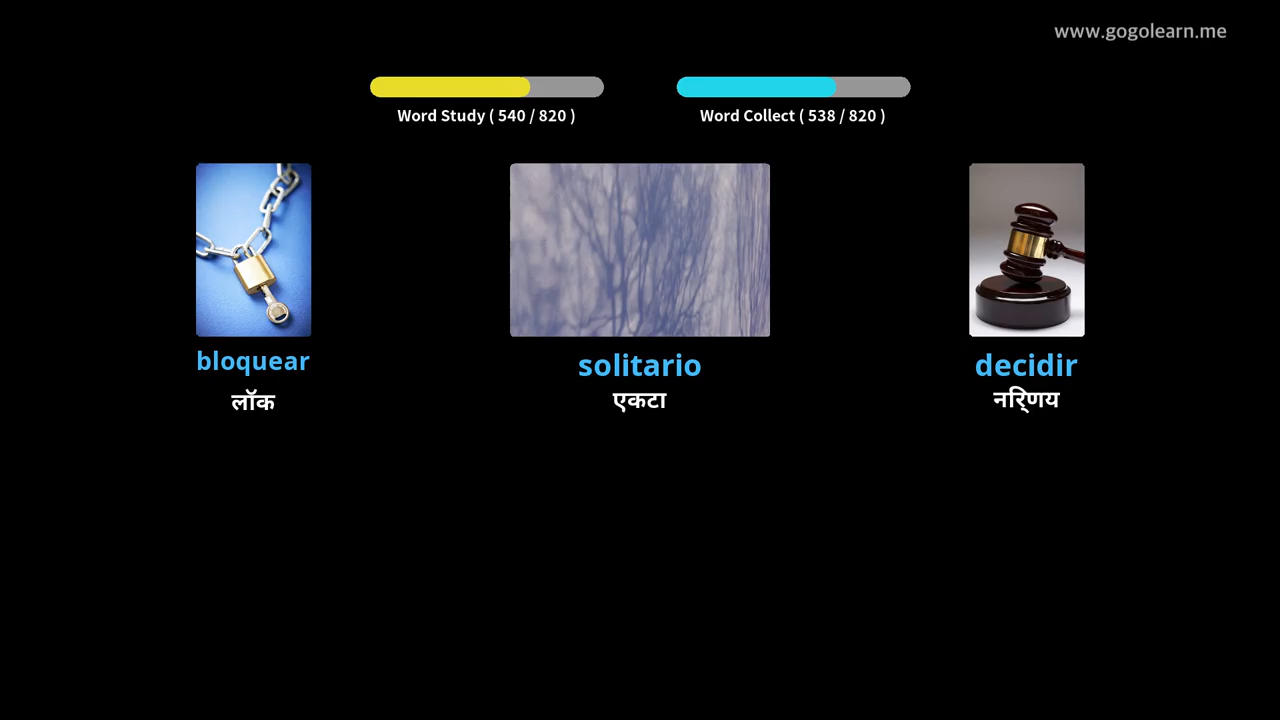 www.gogolearn.me
Word Study ( 540 / 820 )
Word Collect ( 538 / 820 )
bloquear
solitario
decidir
लॉक
एकटा
नि‍र्णय